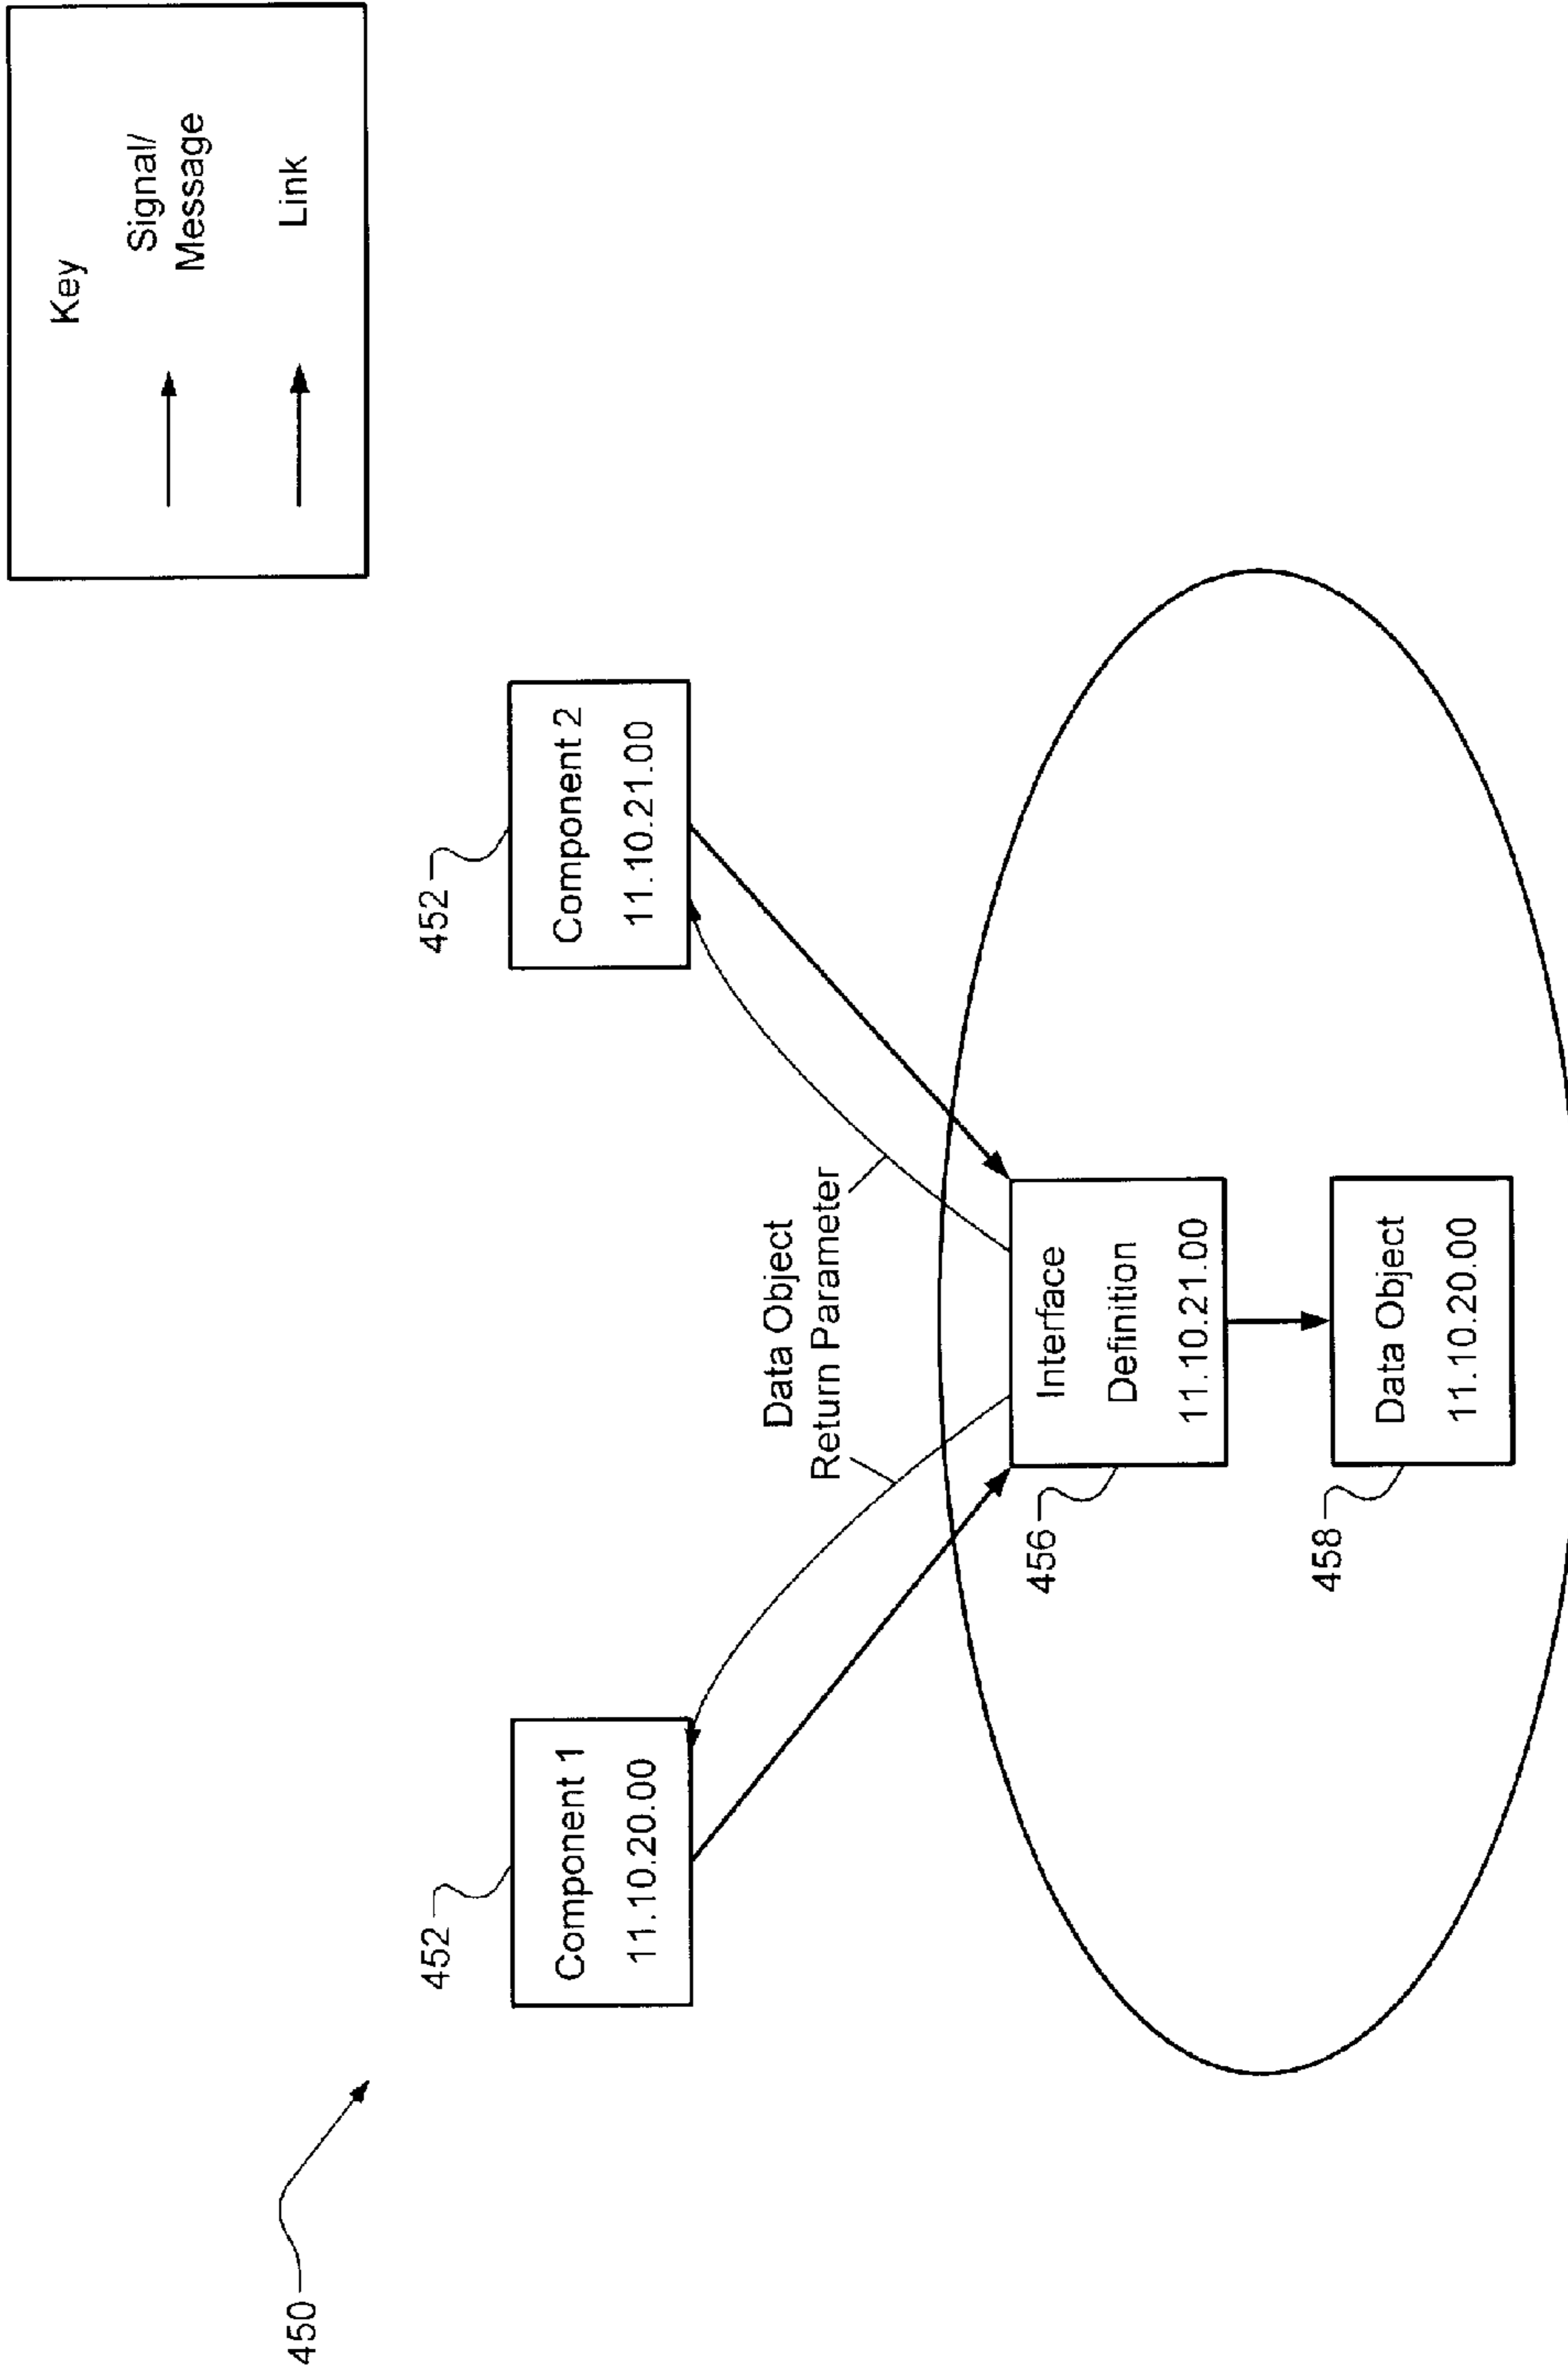 450
Key
Signal/
Message
Link
452
Component 1
11.10.20.00
452
Component 2
11.10.21.00
Data Object
Return Parameter
456
Interface
Definition
11.10.21.00
458
Data Object
11.10.20.00